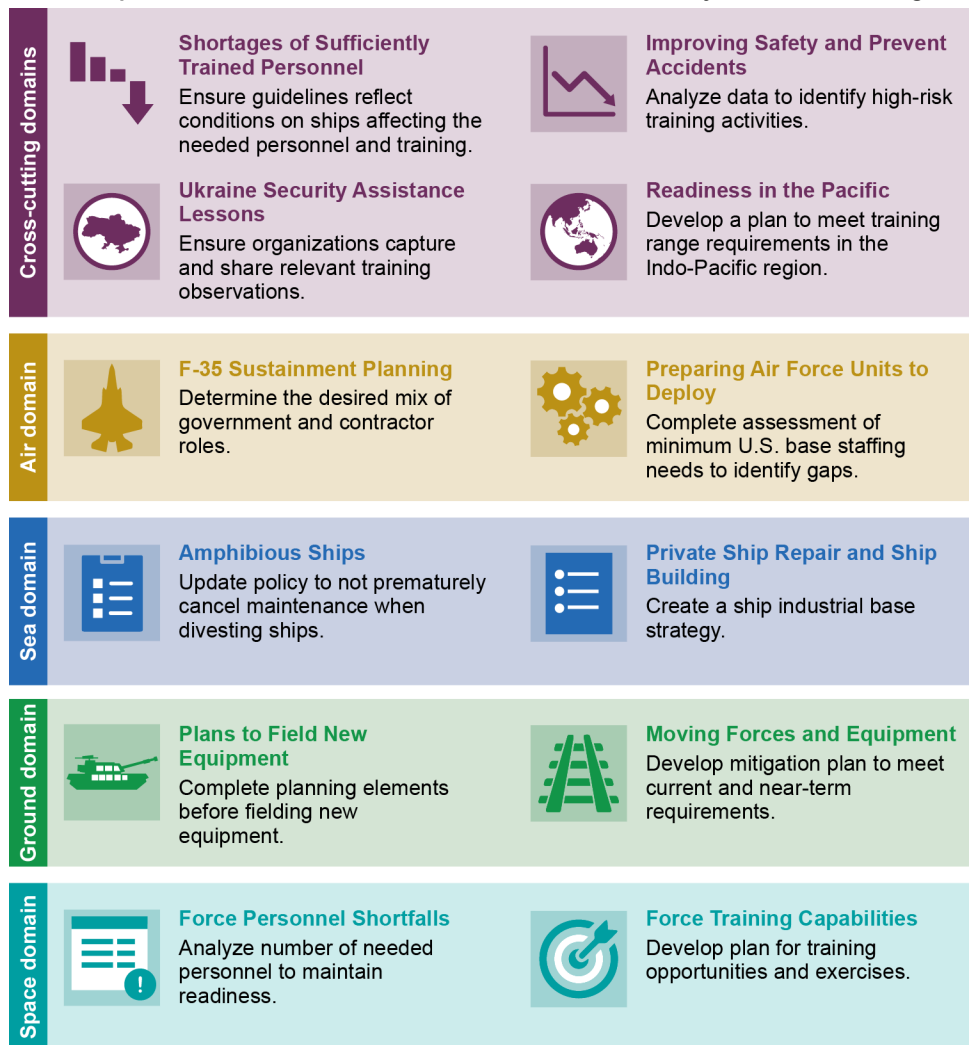 Cross-cutting domains
Shortages of Sufficiently
Trained Personnel
Ensure guidelines reflect
conditions on ships affecting the
needed personnel and training.
Improving Safety and Prevent
Accidents
Analyze data to identify high-risk
training activities.
Ukraine Security Assistance
Lessons
Ensure organizations capture
and share relevant training
observations.
Readiness in the Pacific
Develop a plan to meet training
range requirements in the
Indo-Pacific region.
Air domain
F-35 Sustainment Planning
Determine the desired mix of
government and contractor
roles.
Preparing Air Force Units to
Deploy
Complete assessment of
minimum U.S. base staffing
needs to identify gaps.
Sea domain
Amphibious Ships
Update policy to not prematurely
cancel maintenance when
divesting ships.
Private Ship Repair and Ship
Building
Create a ship industrial base
strategy.
Ground domain
Plans to Field New
Equipment
Complete planning elements
before fielding new
equipment.
Moving Forces and Equipment
Develop mitigation plan to meet
current and near-term
requirements.
Space domain
Force Personnel Shortfalls
Analyze number of needed
personnel to maintain
readiness.
Force Training Capabilities
Develop plan for training
opportunities and exercises.